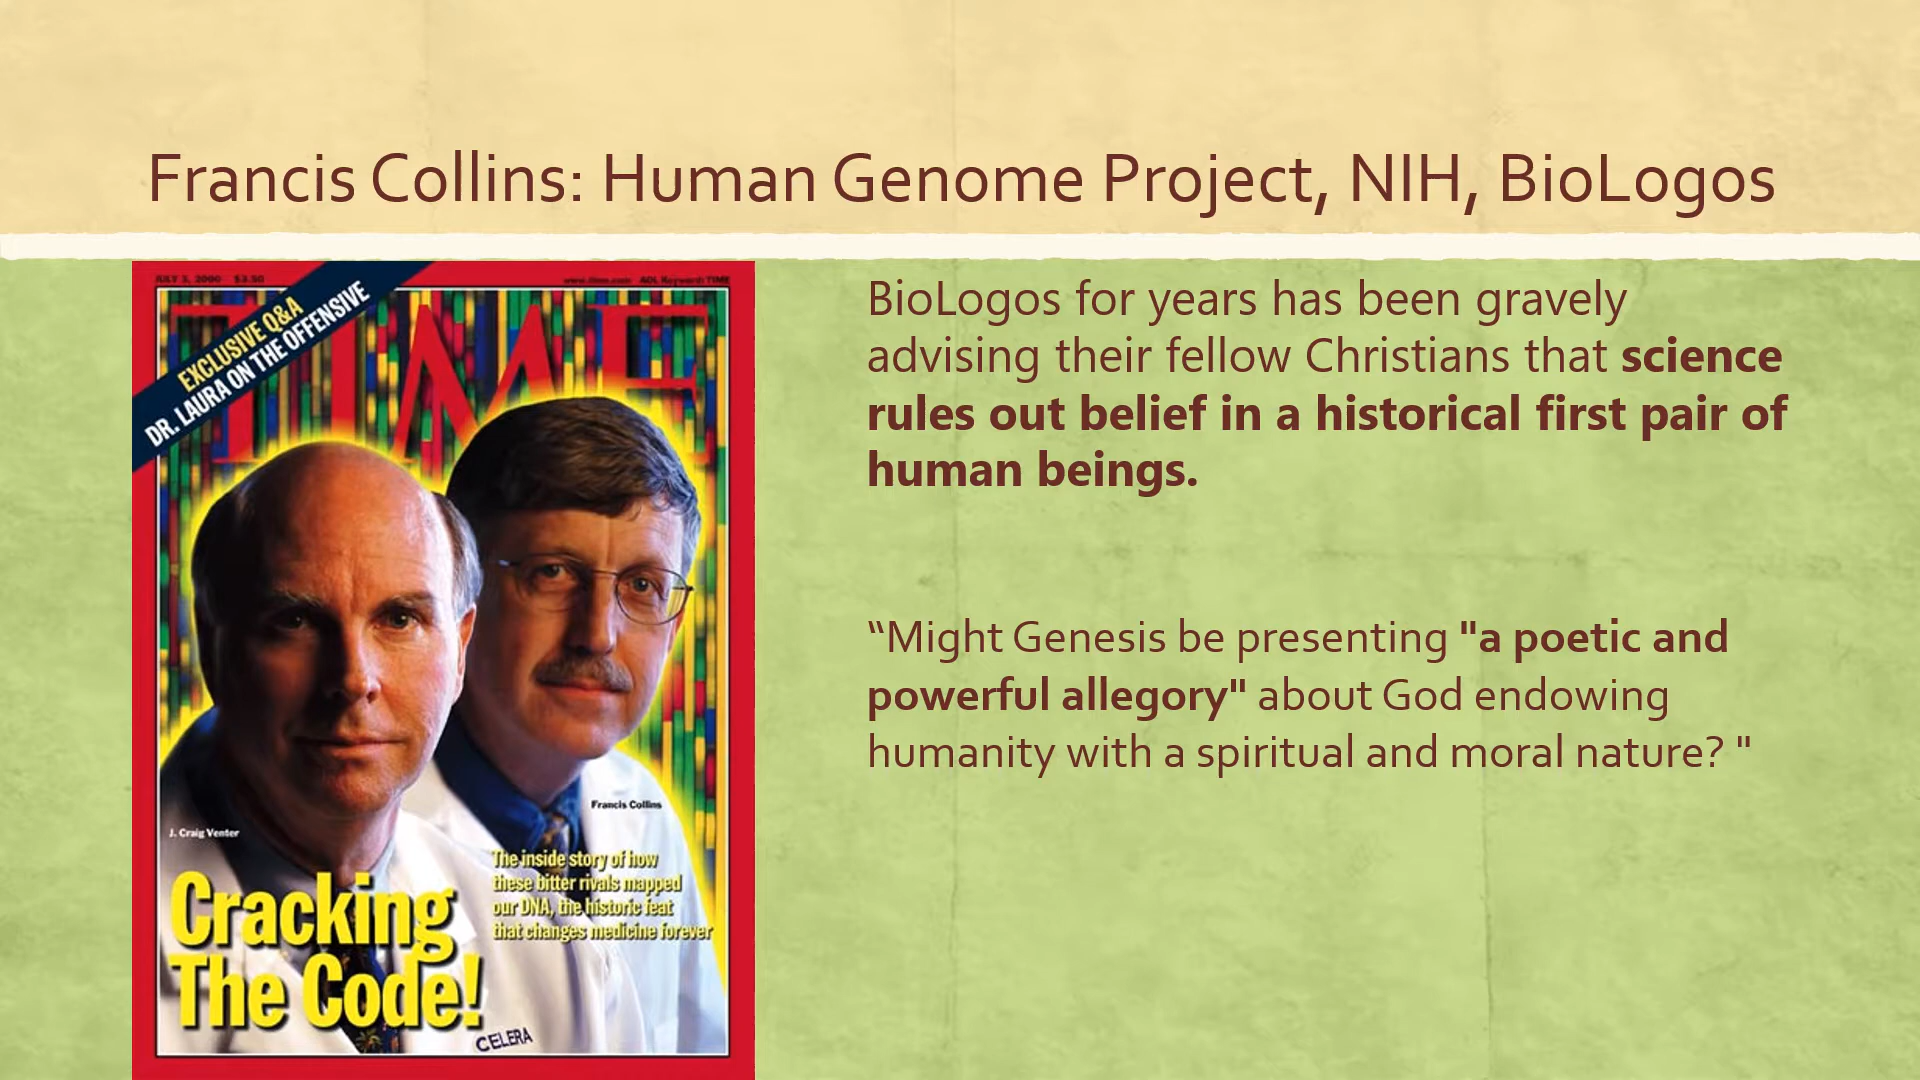 Francis Collins: Human Genome Project, NIH, BioLogos
JULY 3, 2000 $3.50
www.time.com AOL Keyword: TIME
EXCLUSIVE Q&A
DR. LAURA ON THE OFFENSIVE
TIME
Francis Collins
J. Craig Venter
The inside story of how
these bitter rivals mapped
our DNA, the historic feat
that changes medicine forever
Cracking
The Code!
CELERA
BioLogos for years has been gravely
advising their fellow Christians that science
rules out belief in a historical first pair of
human beings.
“Might Genesis be presenting "a poetic and
powerful allegory" about God endowing
humanity with a spiritual and moral nature? "